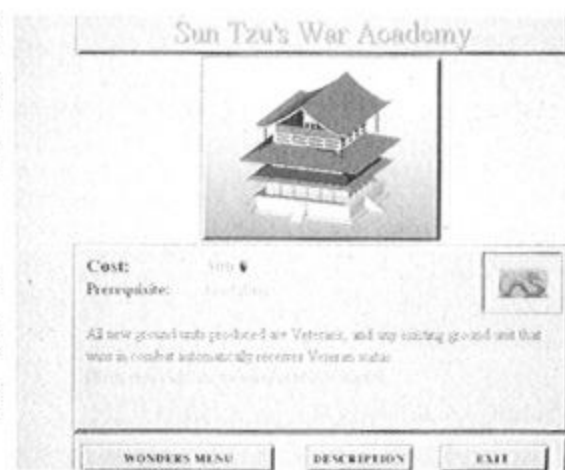 Sun Tzu's War Academy
Cost:
Prerequisite:
All new ground units produced are Veterans, and any existing ground unit that
wins in combat automatically receives Veteran status
WONDERS MENU
DESCRIPTION
EXIT